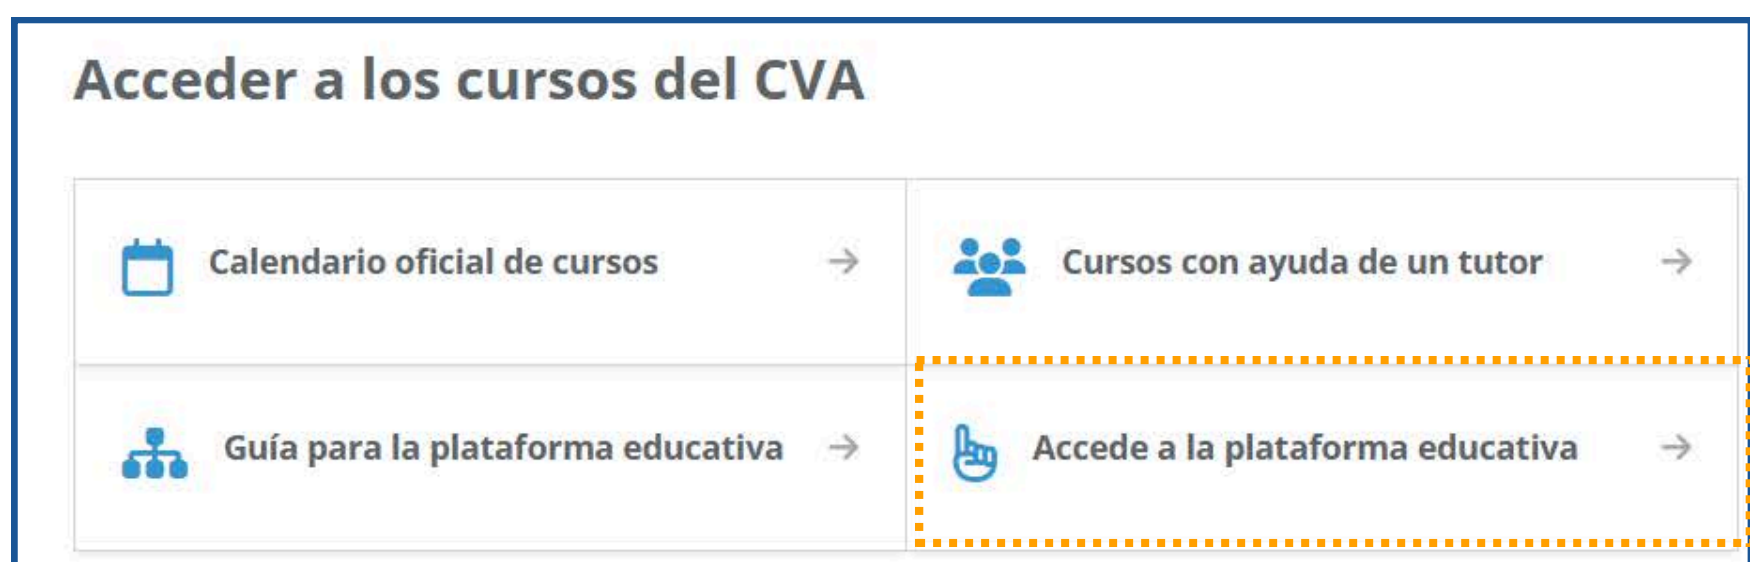 Acceder a los cursos del CVA
Calendario oficial de cursos
Cursos con ayuda de un tutor
Guía para la plataforma educativa
Accede a la plataforma educativa